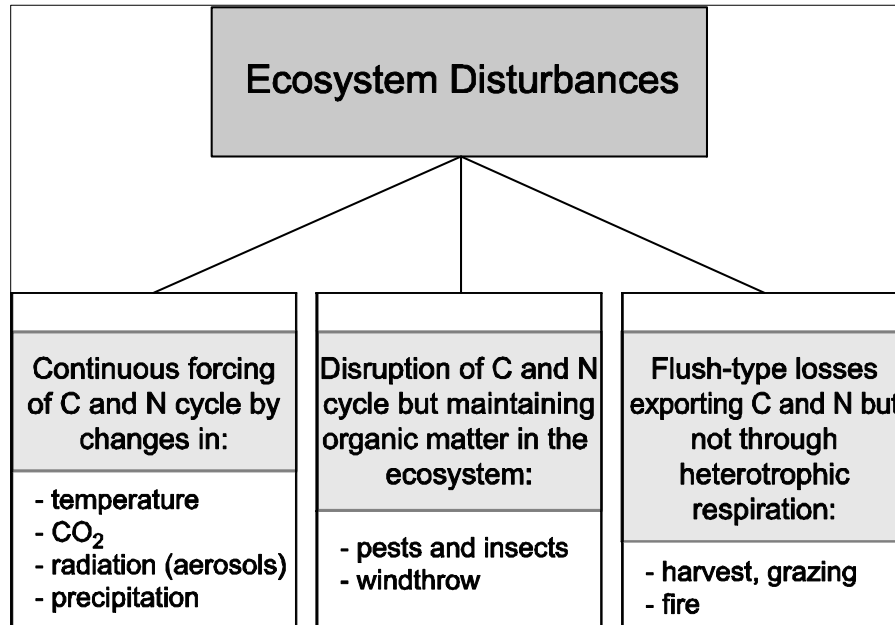 Ecosystem Disturbances
Continuous forcing
of C and N cycle by
changes in:
- temperature
- CO₂
- radiation (aerosols)
- precipitation
Disruption of C and N
cycle but maintaining
organic matter in the
ecosystem:
- pests and insects
- windthrow
Flush-type losses
exporting C and N but
not through
heterotrophic
respiration:
- harvest, grazing
- fire